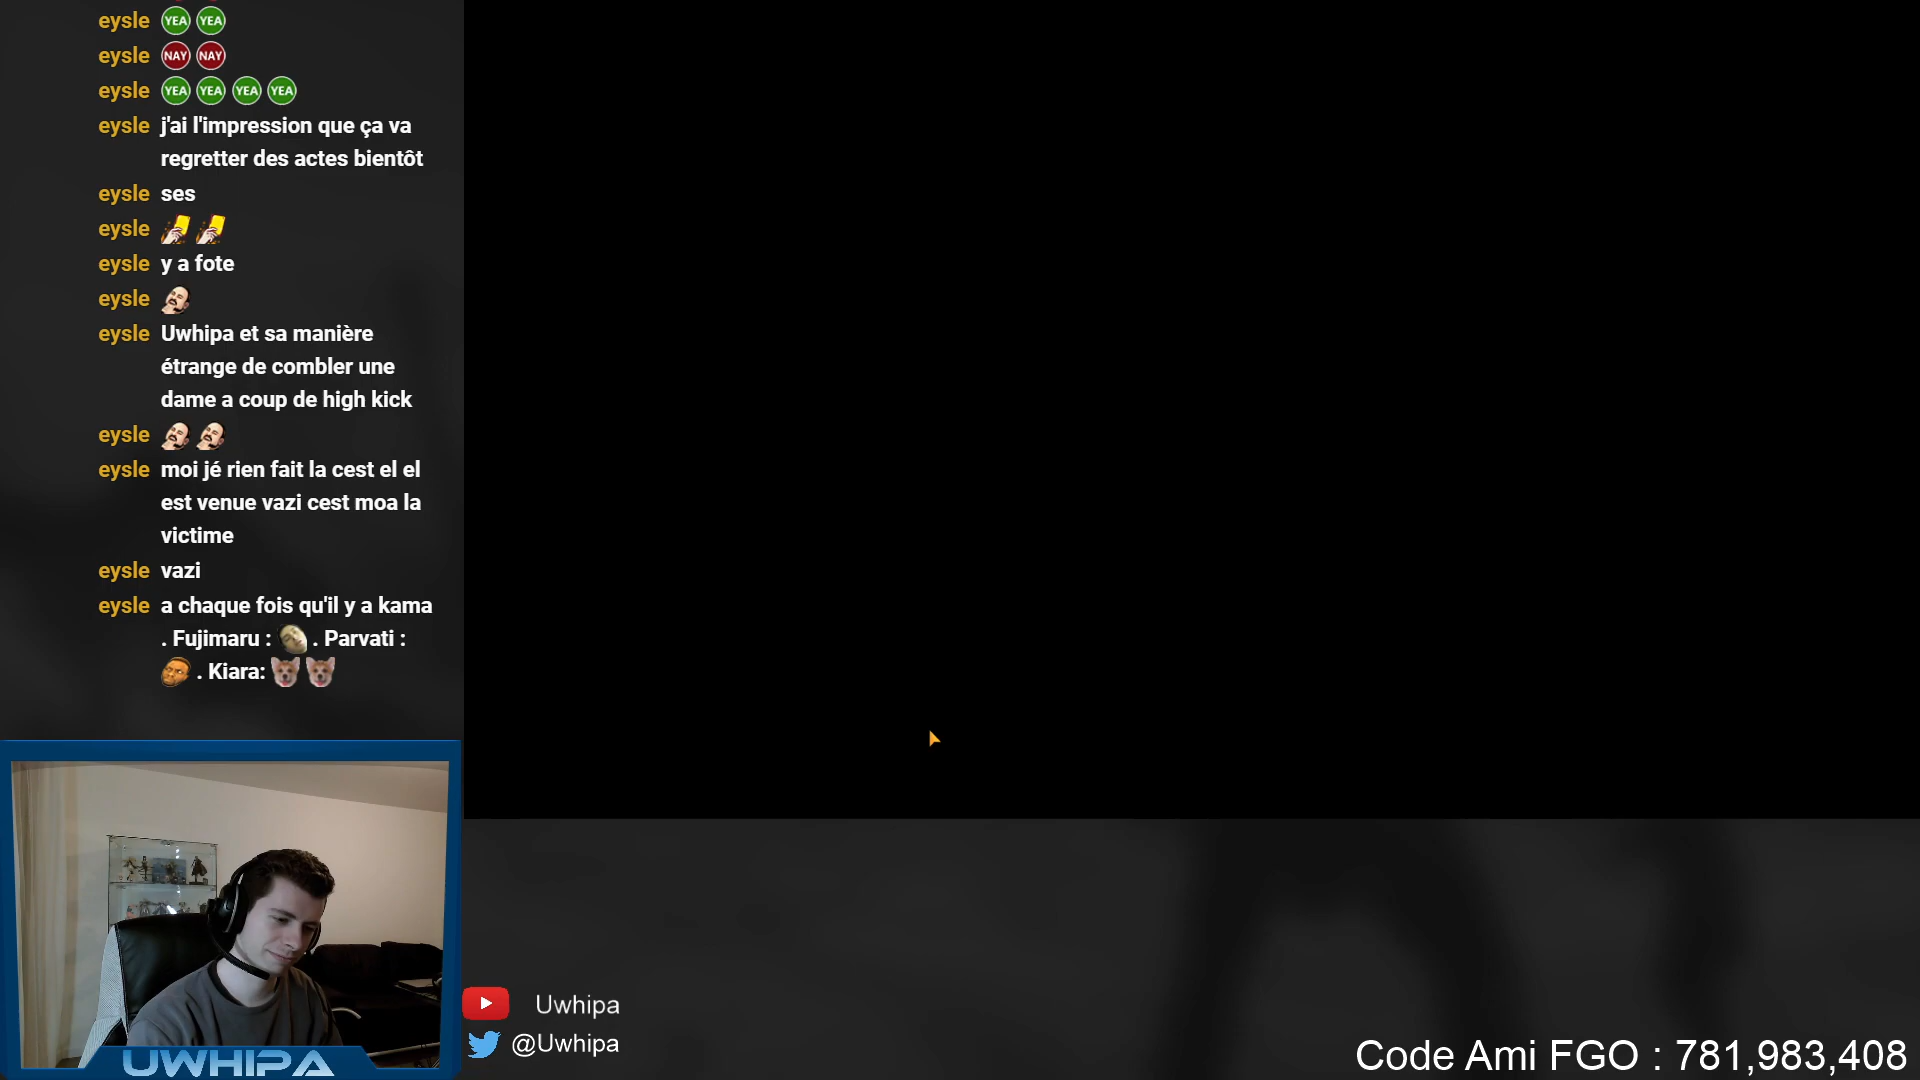 eysle YEA YEA
eysle NAY NAY
eysle YEA YEA YEA YEA
eysle j'ai l'impression que ça va
regretter des actes bientôt
eysle ses
eysle
eysle y a fote
eysle
eysle Uwhipa et sa manière
étrange de combler une
dame a coup de high kick
eysle
eysle moi jé rien fait la cest el el
est venue vazi cest moa la
victime
eysle vazi
eysle a chaque fois qu'il y a kama
. Fujimaru : . Parvati :
. Kiara:
UWHIPA
Uwhipa
@Uwhipa
Code Ami FGO : 781,983,408